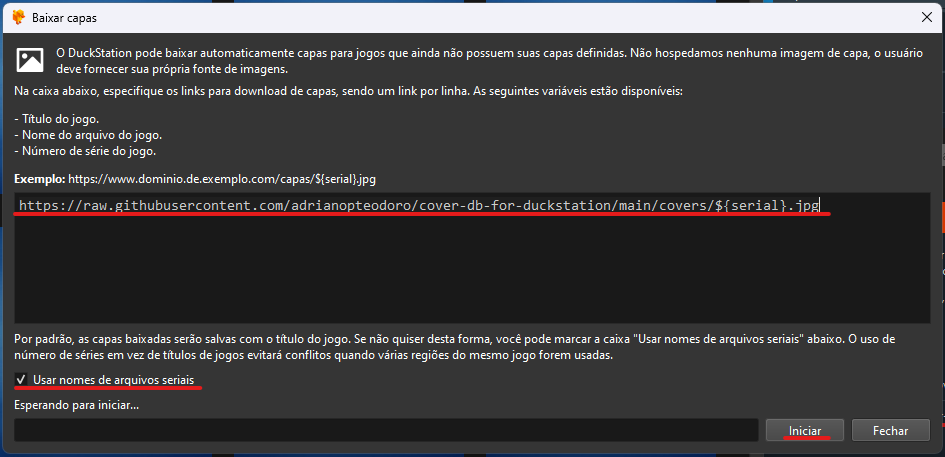 Baixar capas
O DuckStation pode baixar automaticamente capas para jogos que ainda não possuem suas capas definidas. Não hospedamos nenhuma imagem de capa, o usuário
deve fornecer sua própria fonte de imagens.
Na caixa abaixo, especifique os links para download de capas, sendo um link por linha. As seguintes variáveis estão disponíveis:
- Título do jogo.
- Nome do arquivo do jogo.
- Número de série do jogo.
Exemplo: https://www.dominio.de.exemplo.com/capas/${serial}.jpg
https://raw.githubusercontent.com/adrianopteodoro/cover-db-for-duckstation/main/covers/${serial}.jpg
Por padrão, as capas baixadas serão salvas com o título do jogo. Se não quiser desta forma, você pode marcar a caixa "Usar nomes de arquivos seriais" abaixo. O uso de
número de séries em vez de títulos de jogos evitará conflitos quando várias regiões do mesmo jogo forem usadas.
Usar nomes de arquivos seriais
Esperando para iniciar...
Iniciar
Fechar